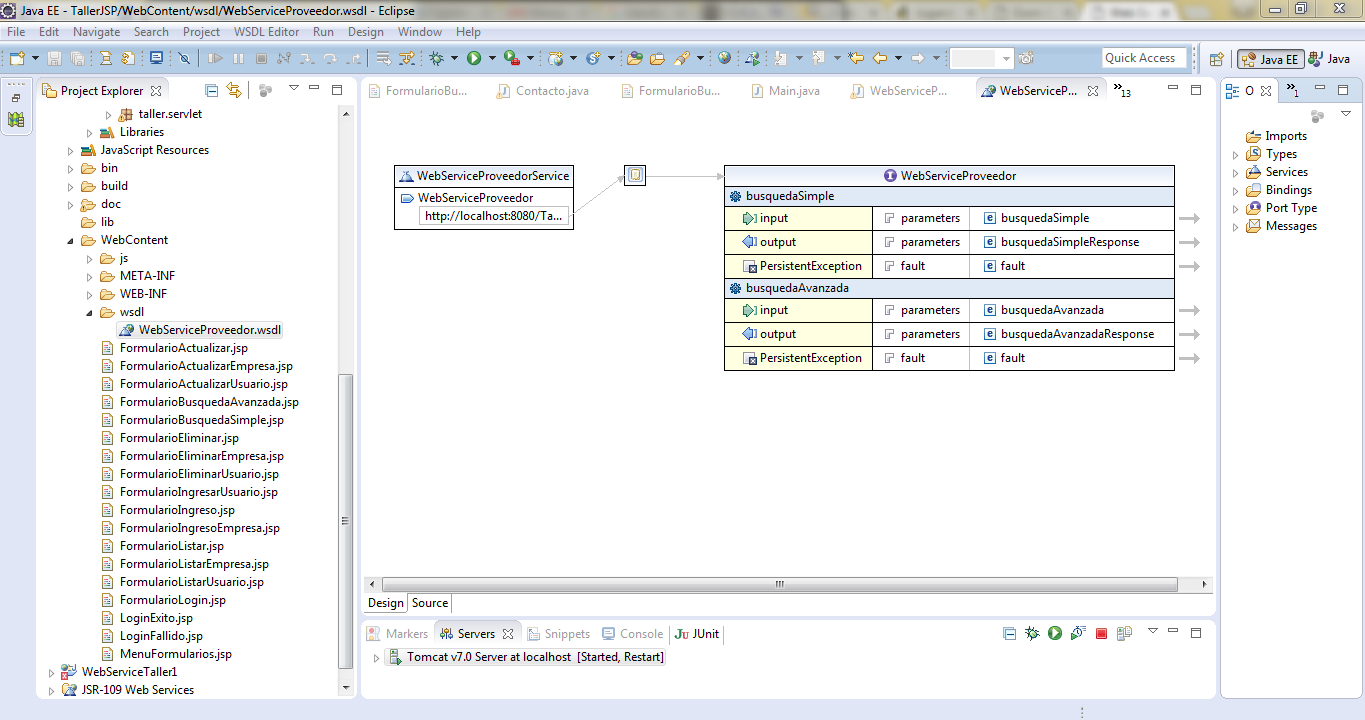 Java EE - TallerJSP/WebContent/wsdl/WebServiceProveedor.wsdl - Eclipse
File Edit Navigate Search Project WSDL Editor Run Design Window Help
Quick Access Java EE Java
Project Explorer
taller.servlet
Libraries
JavaScript Resources
bin
build
doc
lib
WebContent
js
META-INF
WEB-INF
wsdl
WebServiceProveedor.wsdl
FormularioActualizar.jsp
FormularioActualizarEmpresa.jsp
FormularioActualizarUsuario.jsp
FormularioBusquedaAvanzada.jsp
FormularioBusquedaSimple.jsp
FormularioEliminar.jsp
FormularioEliminarEmpresa.jsp
FormularioEliminarUsuario.jsp
FormularioIngresarUsuario.jsp
FormularioIngreso.jsp
FormularioIngresoEmpresa.jsp
FormularioListar.jsp
FormularioListarEmpresa.jsp
FormularioListarUsuario.jsp
FormularioLogin.jsp
LoginExito.jsp
LoginFallido.jsp
MenuFormularios.jsp
WebServiceTaller1
JSR-109 Web Services
FormularioBu... Contacto.java FormularioBu... Main.java WebServiceP... WebServiceP... »13
WebServiceProveedorService
WebServiceProveedor
http://localhost:8080/Ta...
WebServiceProveedor
busquedaSimple
input parameters busquedaSimple
output parameters busquedaSimpleResponse
PersistentException fault fault
busquedaAvanzada
input parameters busquedaAvanzada
output parameters busquedaAvanzadaResponse
PersistentException fault fault
Design Source
Markers Servers Snippets Console JUnit
Tomcat v7.0 Server at localhost [Started, Restart]
O »1
Imports
Types
Services
Bindings
Port Type
Messages